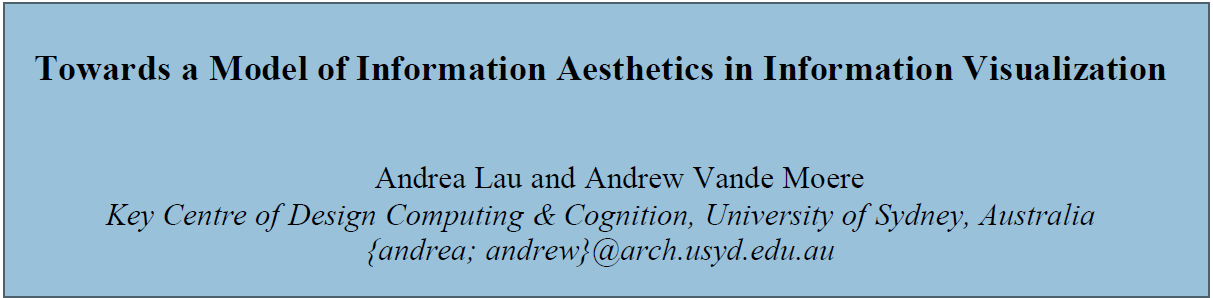 Towards a Model of Information Aesthetics in Information Visualization
Andrea Lau and Andrew Vande Moere
Key Centre of Design Computing & Cognition, University of Sydney, Australia
{andrea; andrew}@arch.usyd.edu.au